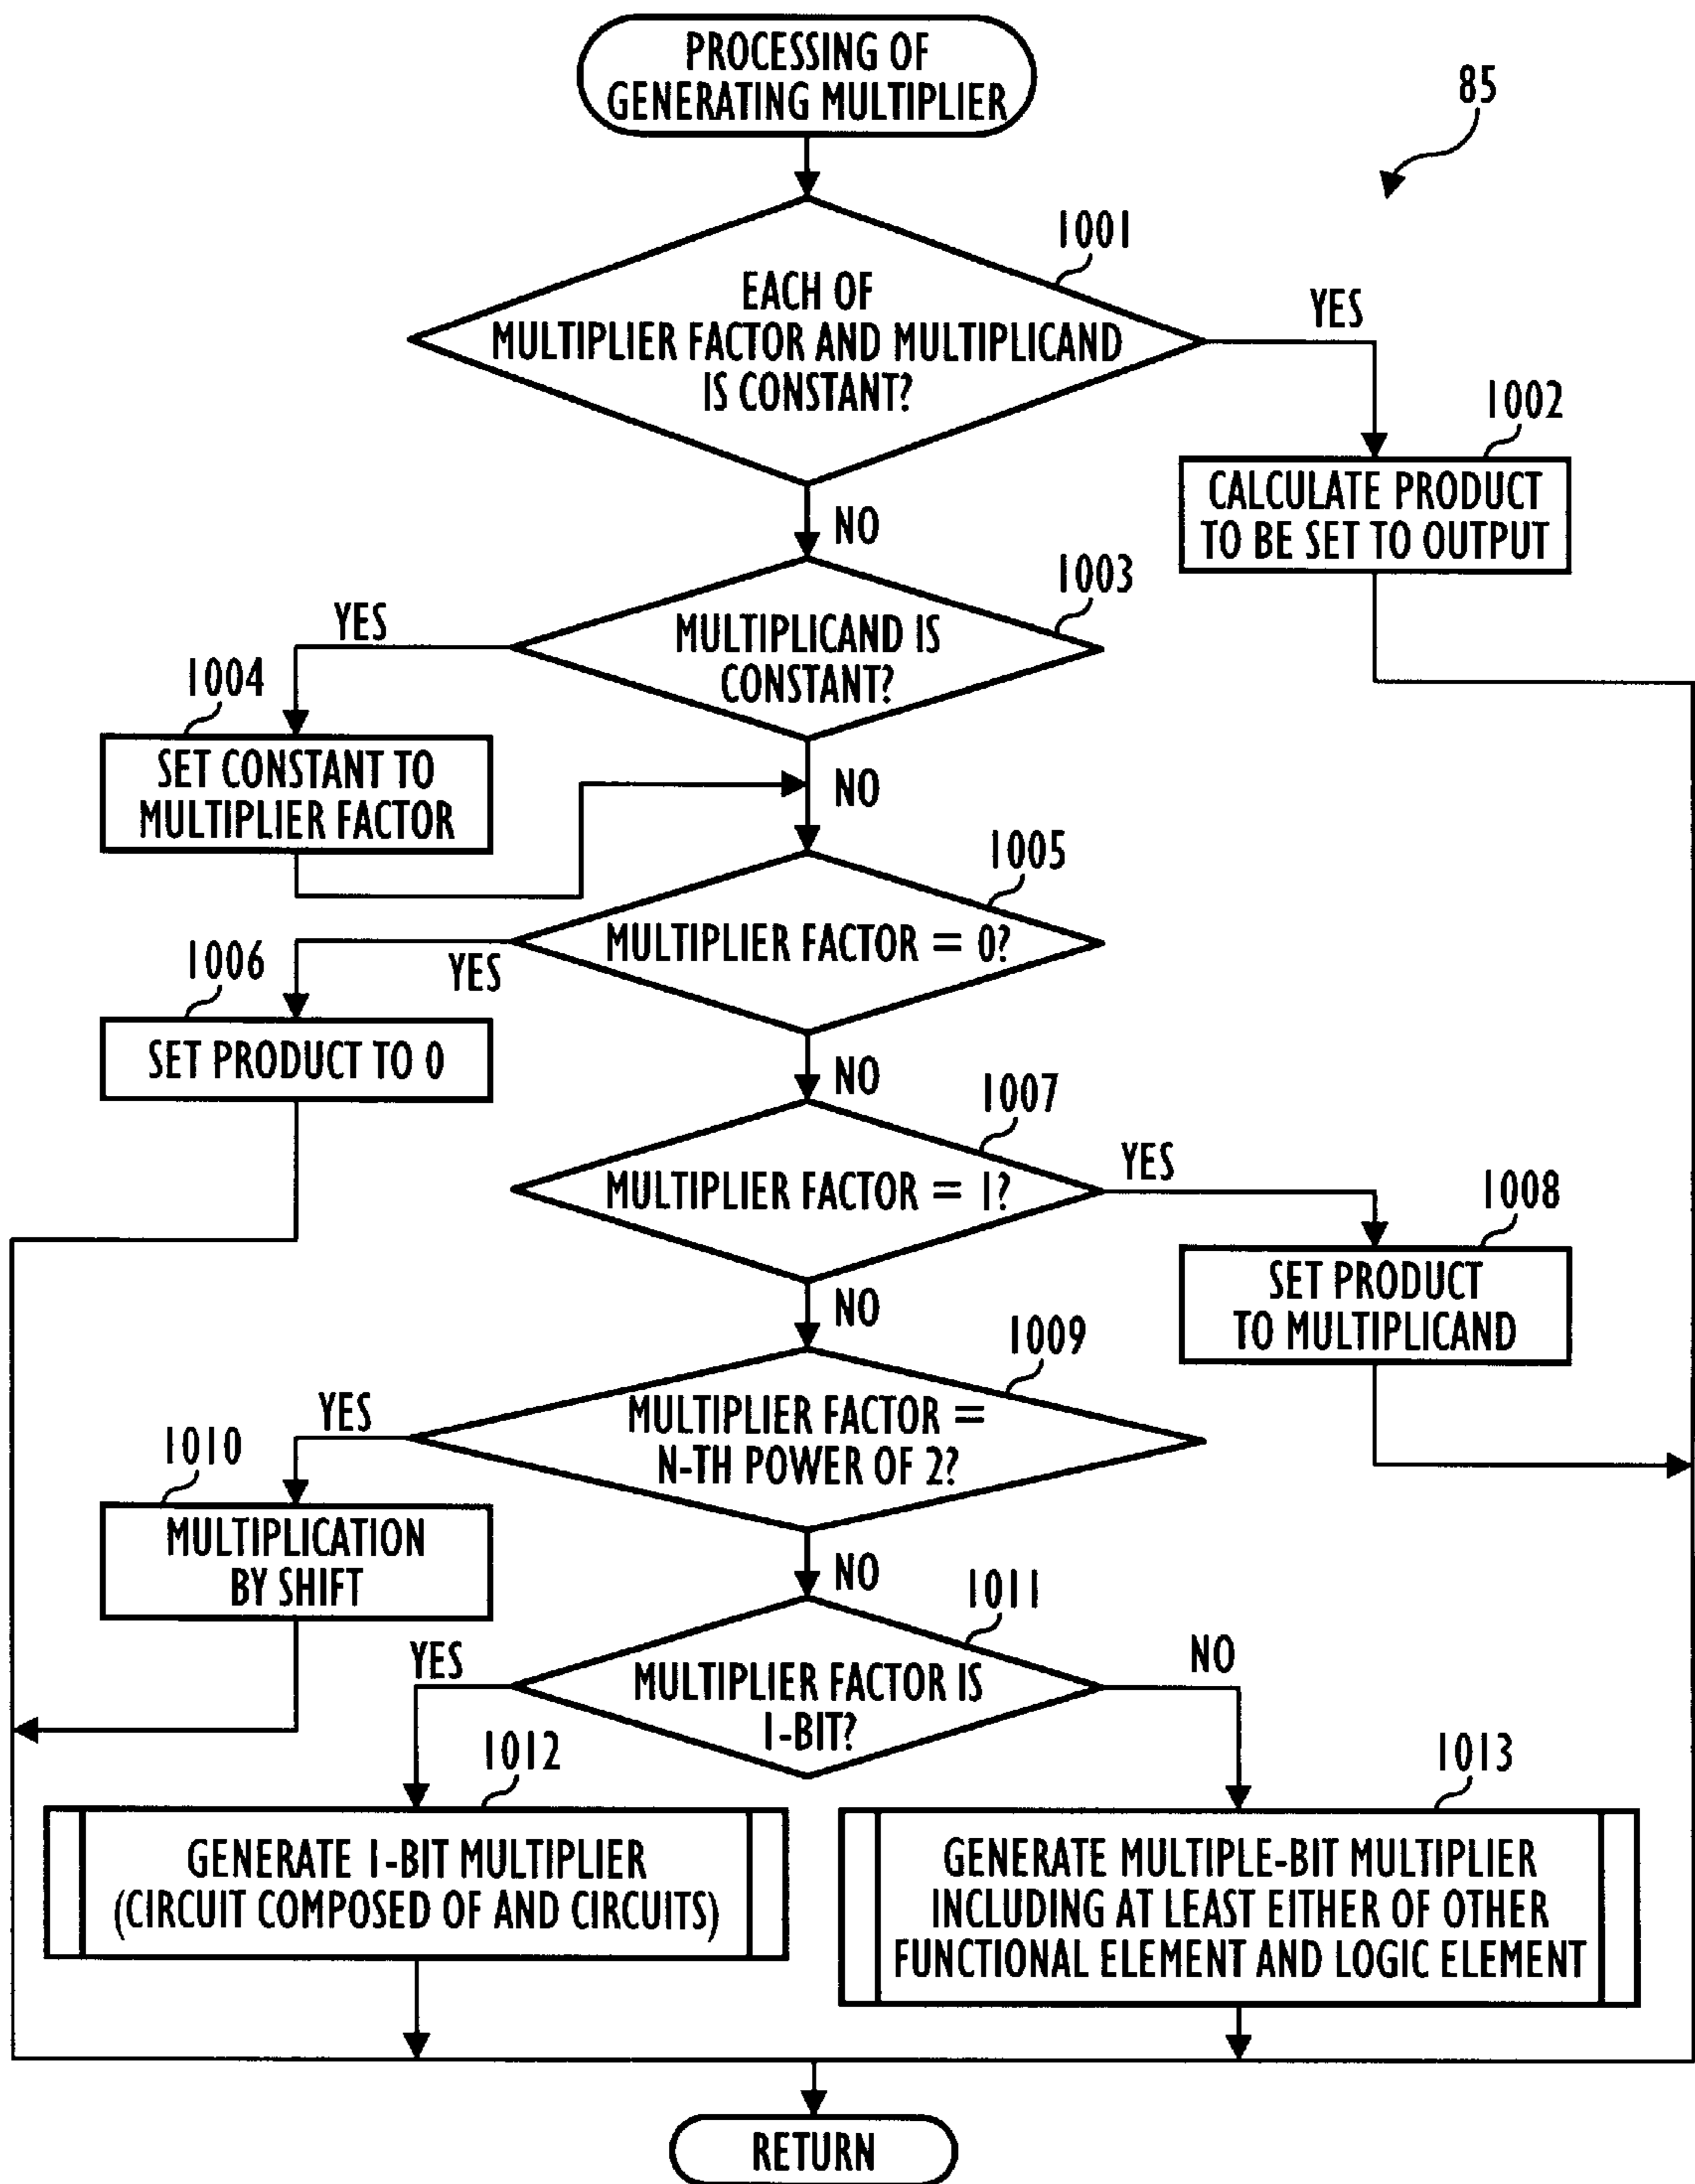 PROCESSING OF
GENERATING MULTIPLIER
85
1001
EACH OF
MULTIPLIER FACTOR AND MULTIPLICAND
IS CONSTANT?
YES
1002
CALCULATE PRODUCT
TO BE SET TO OUTPUT
NO
1003
MULTIPLICAND IS
CONSTANT?
YES
1004
SET CONSTANT TO
MULTIPLIER FACTOR
NO
1005
MULTIPLIER FACTOR = 0?
YES
1006
SET PRODUCT TO 0
NO
1007
MULTIPLIER FACTOR = 1?
YES
1008
SET PRODUCT
TO MULTIPLICAND
NO
1009
MULTIPLIER FACTOR =
N-TH POWER OF 2?
YES
1010
MULTIPLICATION
BY SHIFT
NO
1011
MULTIPLIER FACTOR IS
1-BIT?
YES
NO
1012
GENERATE 1-BIT MULTIPLIER
(CIRCUIT COMPOSED OF AND CIRCUITS)
1013
GENERATE MULTIPLE-BIT MULTIPLIER
INCLUDING AT LEAST EITHER OF OTHER
FUNCTIONAL ELEMENT AND LOGIC ELEMENT
RETURN